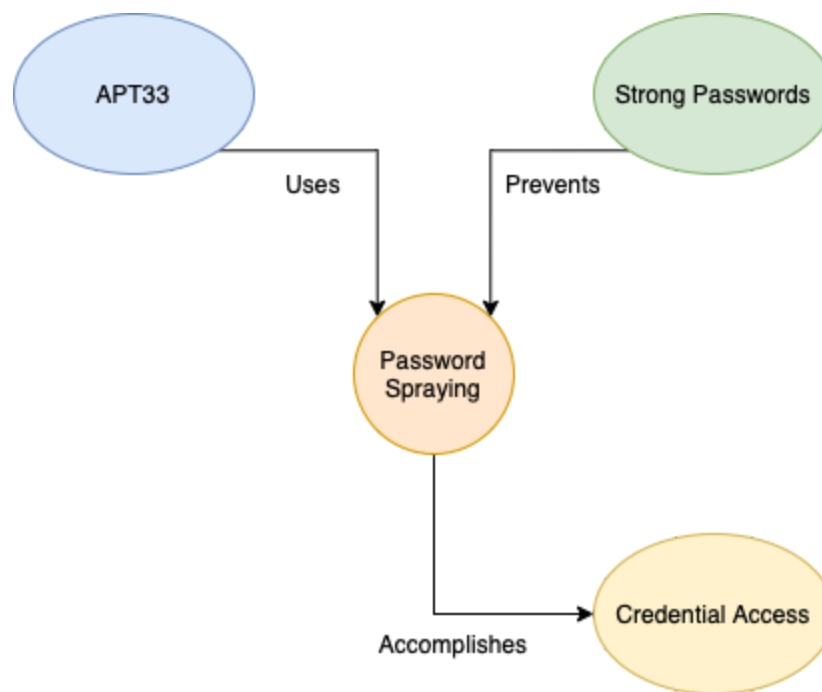 APT33
Strong Passwords
Uses
Prevents
Password
Spraying
Credential Access
Accomplishes